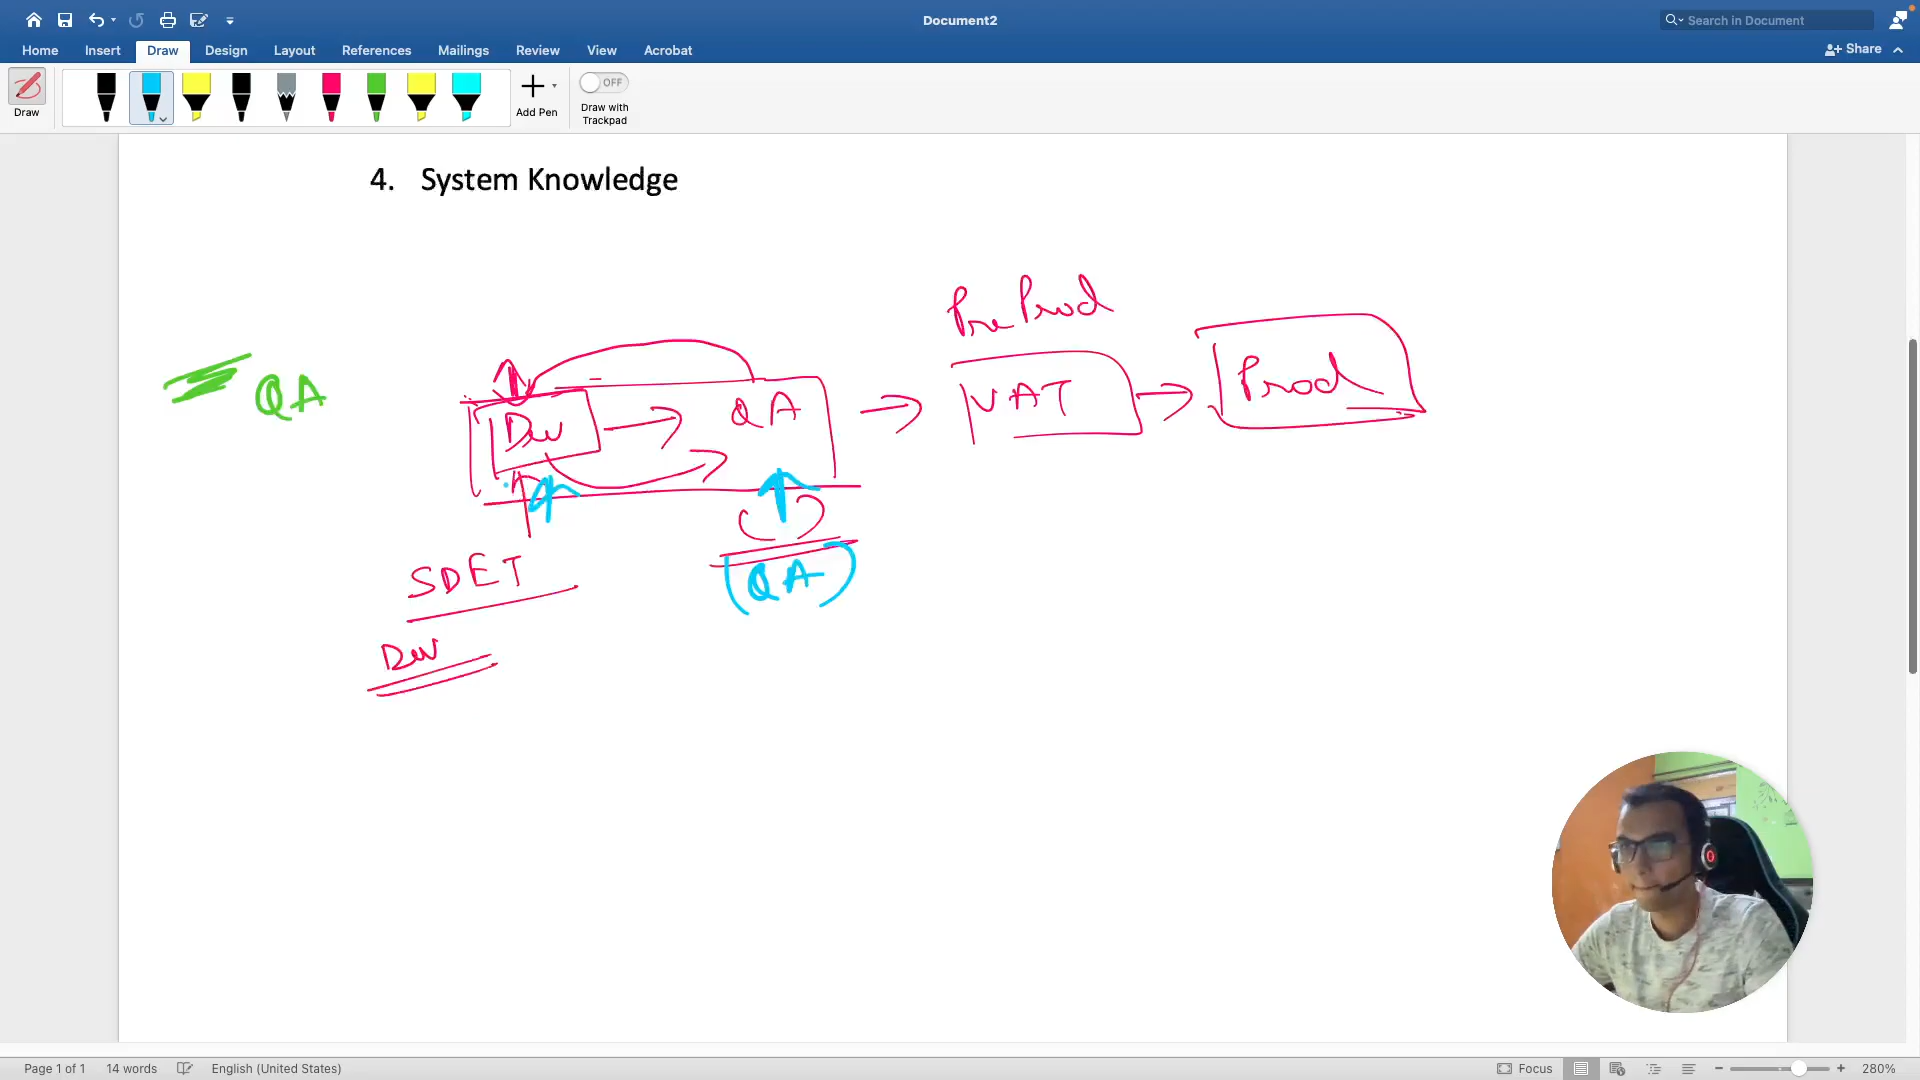 Document2
Search in Document
Home Insert Draw Design Layout References Mailings Review View Acrobat
Share
Draw
Add Pen
OFF
Draw with
Trackpad
4. System Knowledge
Pre Prod
QA
Dev
QA
UAT
Prod
SDET
(QA)
Dev
Page 1 of 1 14 words English (United States)
Focus
280%